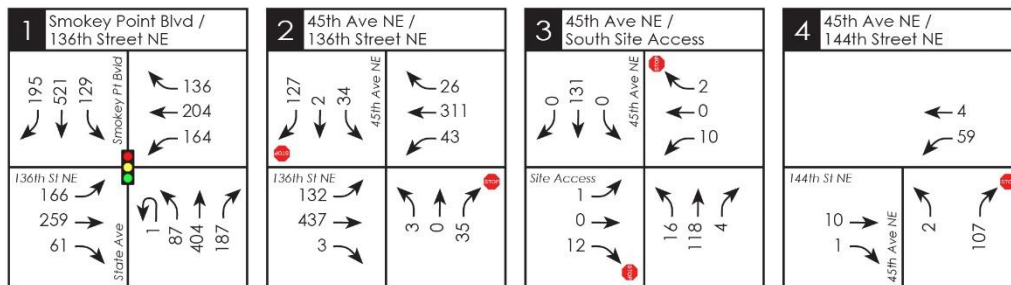 1
Smokey Point Blvd /
136th Street NE
195
521
129
Smokey Pt Bvld
136
204
164
136th St NE
166
259
61
State Ave
1
87
404
187
2
45th Ave NE /
136th Street NE
127
2
34
45th Ave NE
26
311
43
STOP
136th St NE
132
437
3
3
0
35
STOP
3
45th Ave NE /
South Site Access
0
131
0
45th Ave NE
STOP
2
0
10
Site Access
1
0
12
STOP
16
118
4
4
45th Ave NE /
144th Street NE
4
59
144th St NE
10
1
45th Ave NE
2
107
STOP